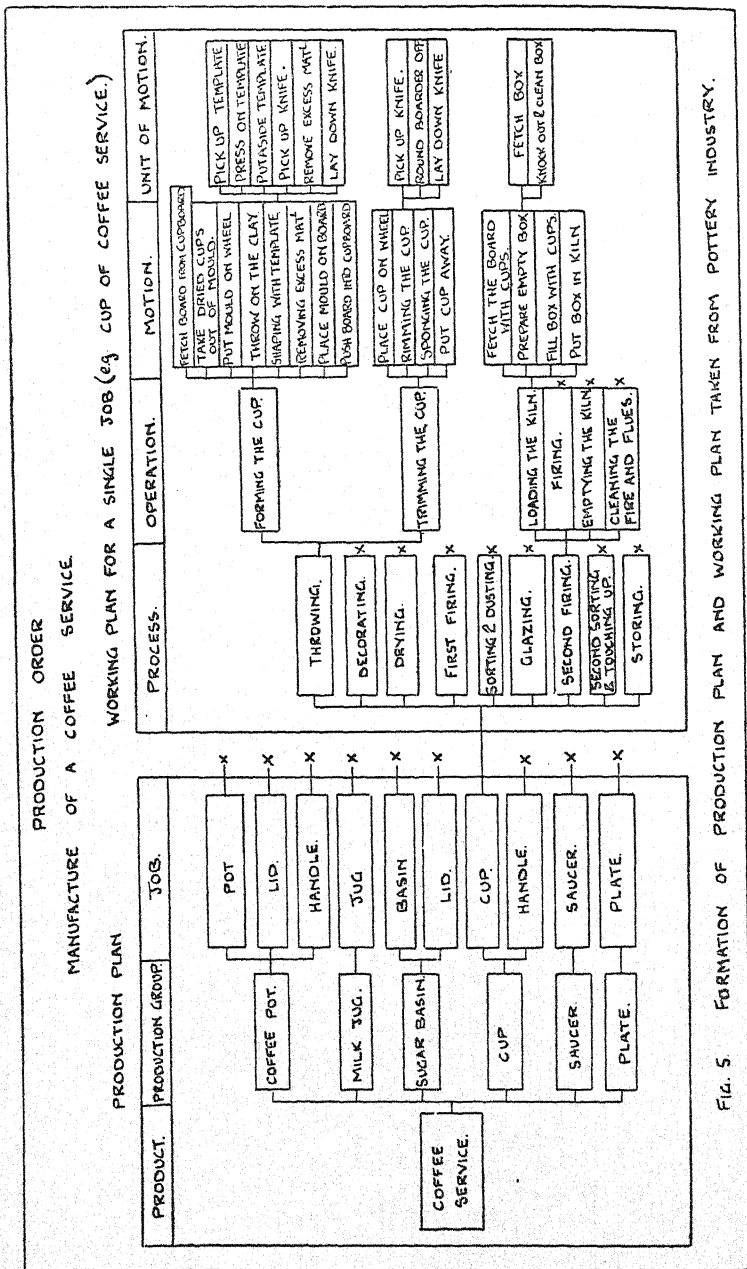 PRODUCTION ORDER
MANUFACTURE OF A COFFEE SERVICE.
PRODUCTION PLAN
WORKING PLAN FOR A SINGLE JOB (eg CUP OF COFFEE SERVICE.)
PRODUCT.
PRODUCTION GROUP.
JOB.
PROCESS.
OPERATION.
MOTION.
UNIT OF MOTION.
COFFEE
SERVICE.
COFFEE POT.
MILK JUG.
SUGAR BASIN.
CUP
SAUCER.
PLATE.
POT X
LID. X
HANDLE. X
JUG X
BASIN X
LID. X
CUP.
HANDLE. X
SAUCER. X
PLATE. X
THROWING.
DECORATING. X
DRYING. X
FIRST FIRING. X
SORTING & DUSTING. X
GLAZING. X
SECOND FIRING. X
SECOND SORTING
& TOUCHING UP. X
STORING. X
FORMING THE CUP.
TRIMMING THE CUP.
LOADING THE KILN.
FIRING. X
EMPTYING THE KILN X
CLEANING THE
FIRE AND FLUES. X
FETCH BOARD FROM CUPBOARD
TAKE DRIED CUPS
OUT OF MOULD.
PUT MOULD ON WHEEL
THROW ON THE CLAY
SHAPING WITH TEMPLATE
REMOVING EXCESS MATL
PLACE MOULD ON BOARD
PUSH BOARD INTO CUPBOARD
PLACE CUP ON WHEEL
RIMMING THE CUP.
SPONGING THE CUP.
PUT CUP AWAY.
FETCH THE BOARD
WITH CUPS.
PREPARE EMPTY BOX
FILL BOX WITH CUPS.
PUT BOX IN KILN
PICK UP TEMPLATE
PRESS ON TEMPLATE
PUT ASIDE TEMPLATE
PICK UP KNIFE.
REMOVE EXCESS MATL
LAY DOWN KNIFE.
PICK UP KNIFE.
ROUND BOARDER OFF
LAY DOWN KNIFE
FETCH BOX
KNOCK OUT & CLEAN BOX
FIG. 5 FORMATION OF PRODUCTION PLAN AND WORKING PLAN TAKEN FROM POTTERY INDUSTRY.